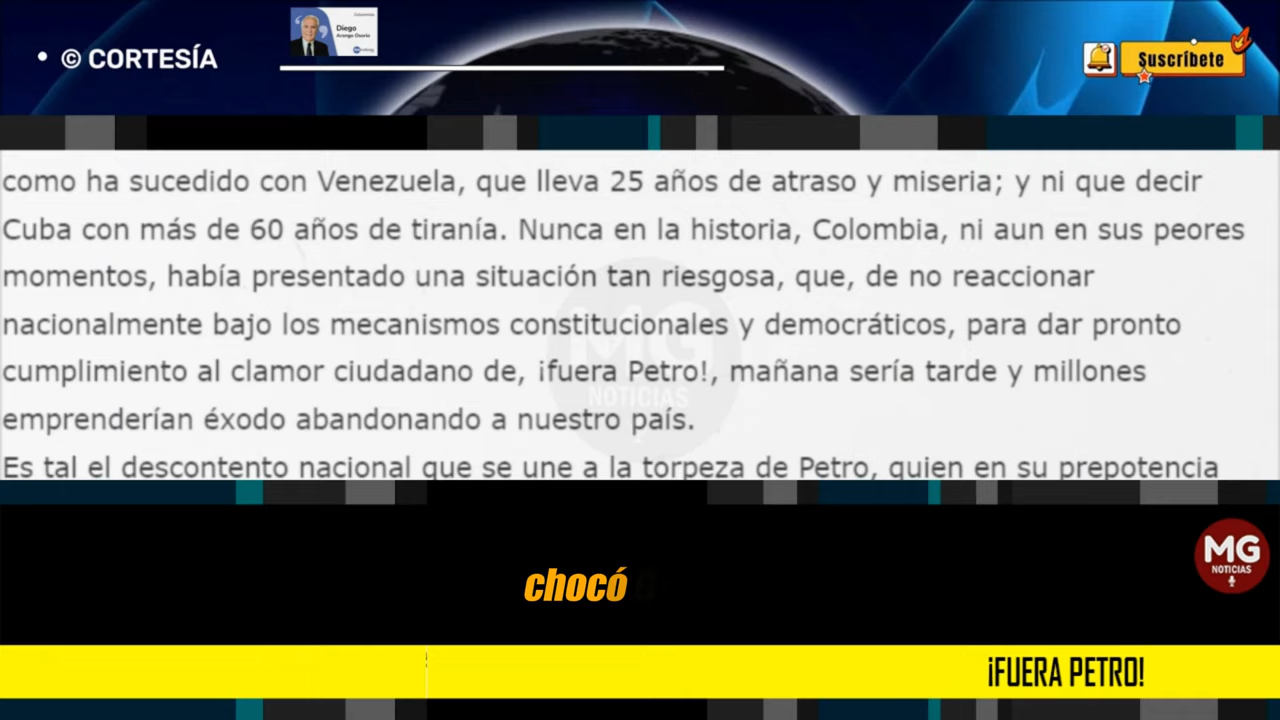 • © CORTESÍA
Columnista
Diego
Arango Osorio
Suscríbete
como ha sucedido con Venezuela, que lleva 25 años de atraso y miseria; y ni que decir
Cuba con más de 60 años de tiranía. Nunca en la historia, Colombia, ni aun en sus peores
momentos, había presentado una situación tan riesgosa, que, de no reaccionar
nacionalmente bajo los mecanismos constitucionales y democráticos, para dar pronto
cumplimiento al clamor ciudadano de, ¡fuera Petro!, mañana sería tarde y millones
emprenderían éxodo abandonando a nuestro país.
Es tal el descontento nacional que se une a la torpeza de Petro, quien en su prepotencia
MG
NOTICIAS
chocó
MG
NOTICIAS
¡FUERA PETRO!